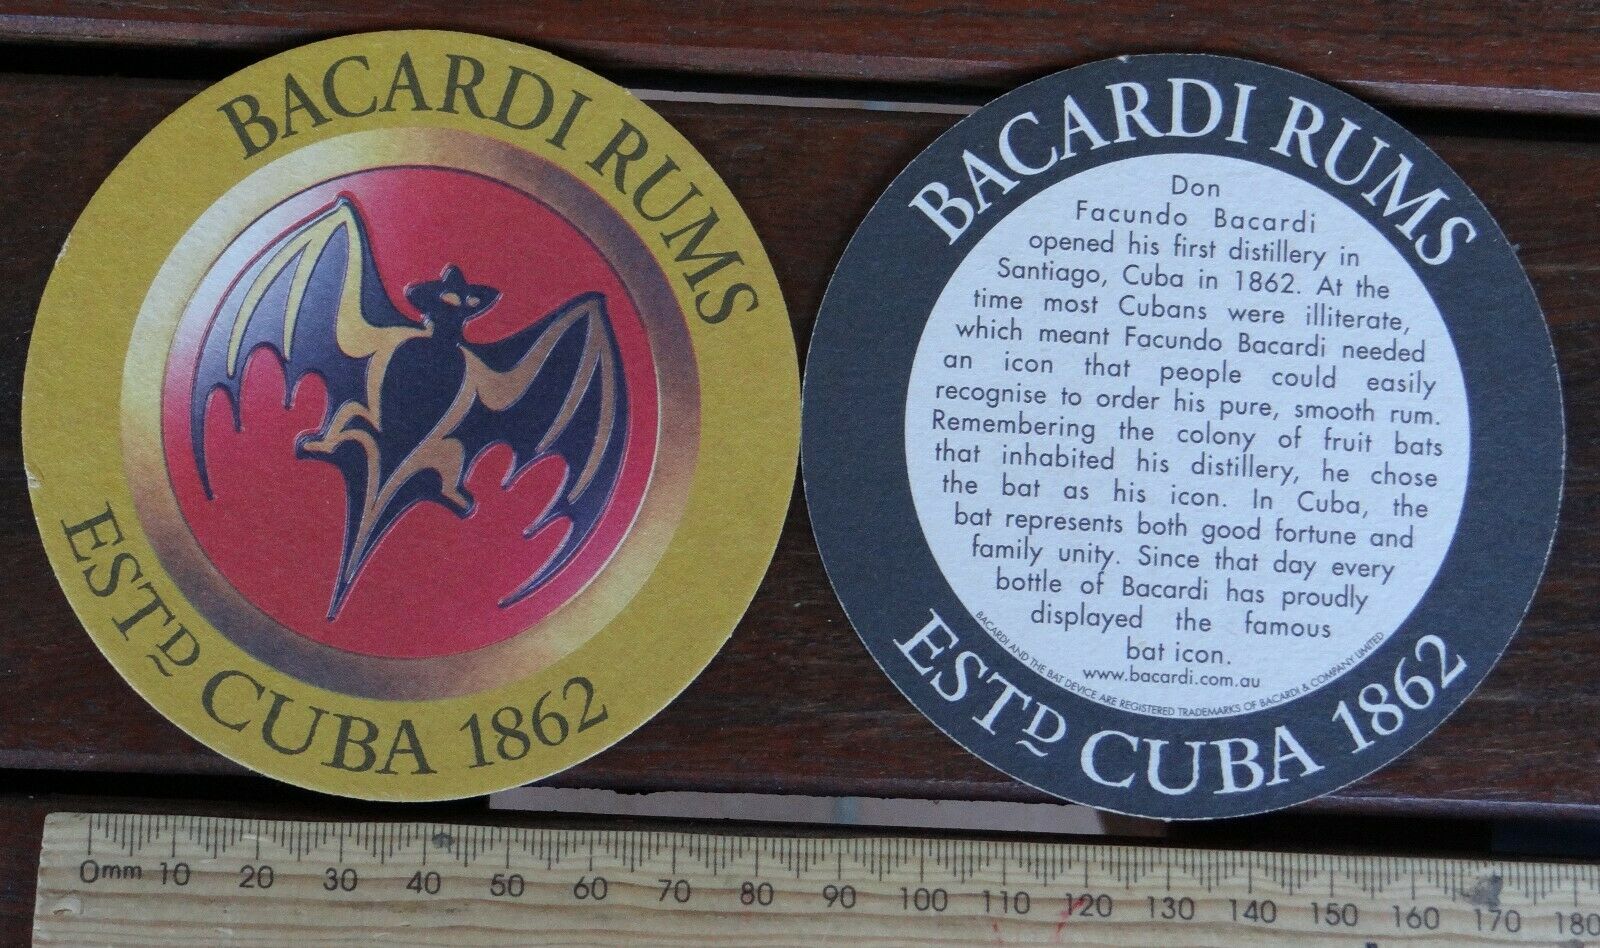 BACARDI RUMS
ESTD CUBA 1862
BACARDI RUMS
Don
Facundo Bacardi
opened his first distillery in
Santiago, Cuba in 1862. At the
time most Cubans were illiterate,
which meant Facundo Bacardi needed
an icon that people could easily
recognise to order his pure, smooth rum.
Remembering the colony of fruit bats
that inhabited his distillery, he chose
the bat as his icon. In Cuba, the
bat represents both good fortune and
family unity. Since that day every
bottle of Bacardi has proudly
displayed the famous
bat icon.
www.bacardi.com.au
BACARDI AND THE BAT DEVICE ARE REGISTERED TRADEMARKS OF BACARDI & COMPANY LIMITED
ESTD CUBA 1862
0mm 10 20 30 40 50 60 70 80 90 100 110 120 130 140 150 160 170 180